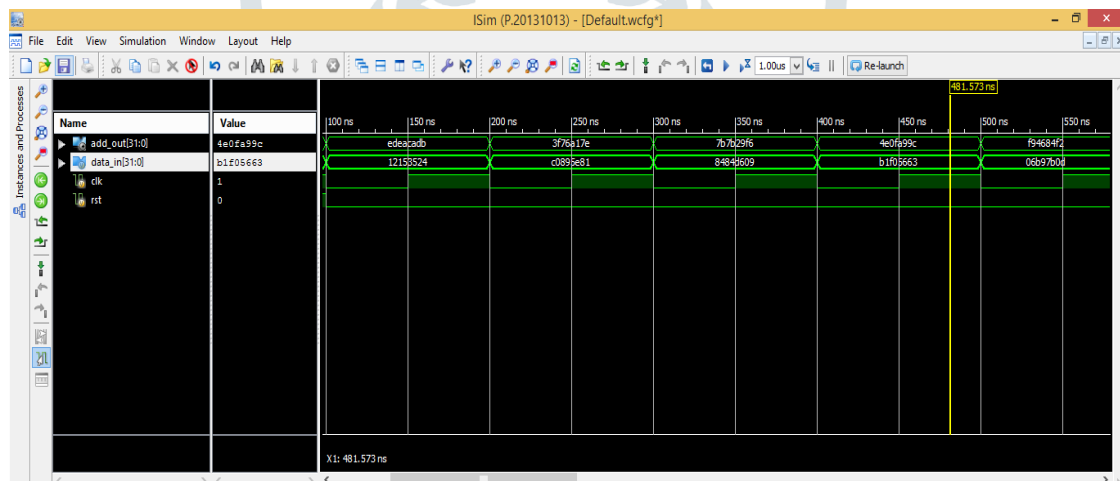 ISim (P.20131013) - [Default.wcfg*]
File Edit View Simulation Window Layout Help
1.00us Re-launch
Instances and Processes
481.573 ns
Name Value
100 ns 150 ns 200 ns 250 ns 300 ns 350 ns 400 ns 450 ns 500 ns 550 ns
add_out[31:0] 4e0fa99c edeacadb 3f76a17e 7b7b29f6 4e0fa99c f94684f2
data_in[31:0] b1f05663 12153524 c0895e81 8484d609 b1f05663 06b97b0d
clk 1
rst 0
X1: 481.573 ns